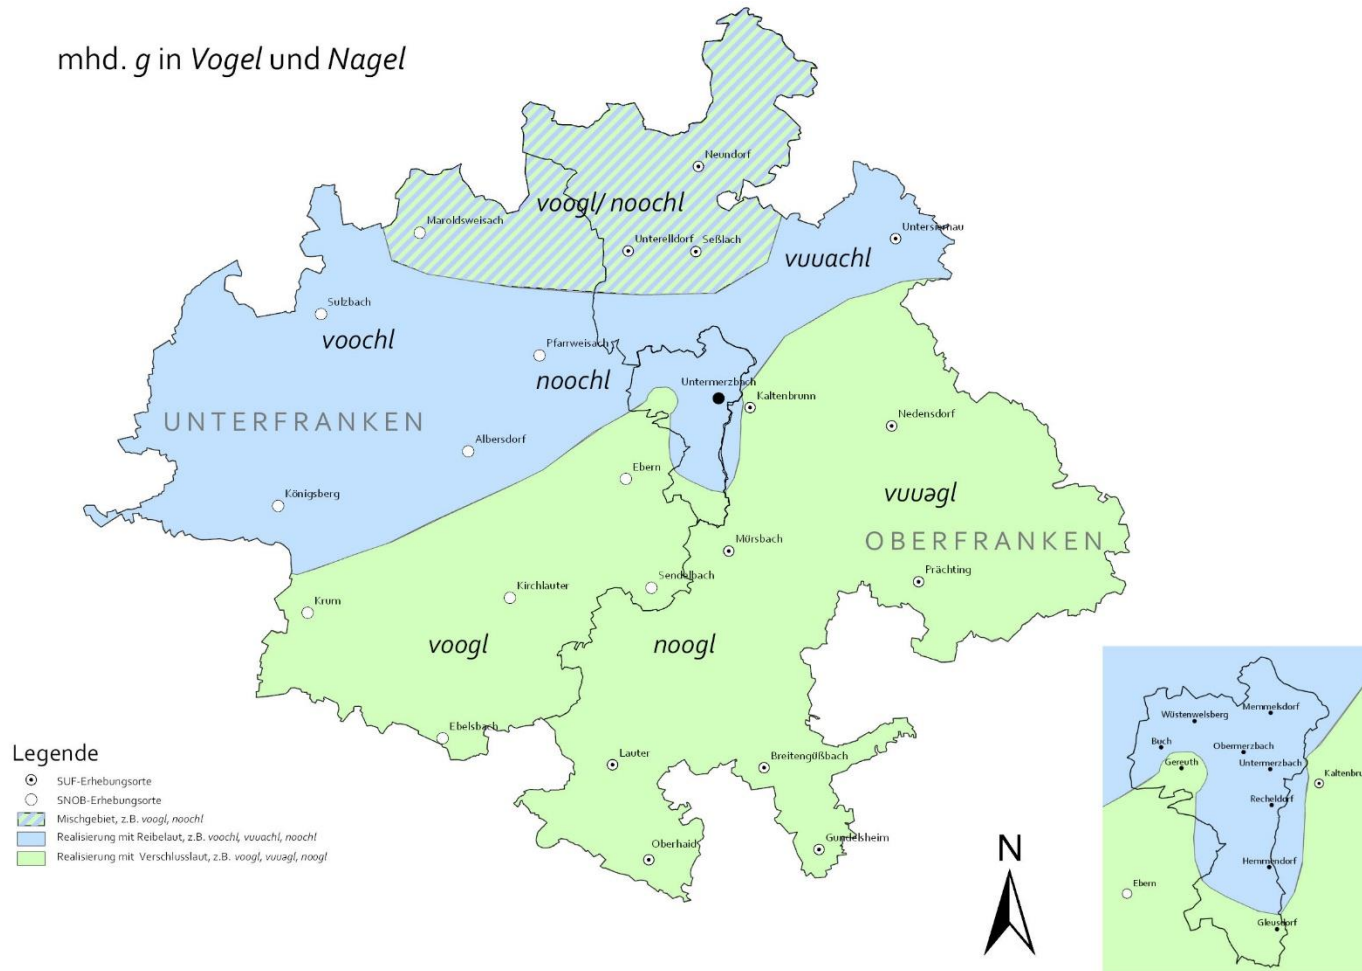 mhd. g in Vogel und Nagel
Neundorf
voogl/ noochl
Maroldsweisach
Unterelldorf
Seßlach
Untersiemau
vuuachl
Sulzbach
voochl
Pfarrweisach
noochl
Untermerzbach
Kaltenbrunn
UNTERFRANKEN
Nedensdorf
Albersdorf
Ebern
Königsberg
vuuəgl
OBERFRANKEN
Mürsbach
Prächting
Sendelbach
Kirchlauter
Krum
voogl
noogl
Ebelsbach
Lauter
Breitengüßbach
Oberhaid
Gundelsheim
Legende
SUF-Erhebungsorte
SNOB-Erhebungsorte
Mischgebiet, z.B. voogl, noochl
Realisierung mit Reibelaut, z.B. voochl, vuuachl, noochl
Realisierung mit Verschlusslaut, z.B. voogl, vuuəgl, noogl
N
Memmelsdorf
Wüstenwelsberg
Buch
Obermerzbach
Gereuth
Untermerzbach
Kaltenbru
Recheldorf
Hemmendorf
Ebern
Gleusdorf